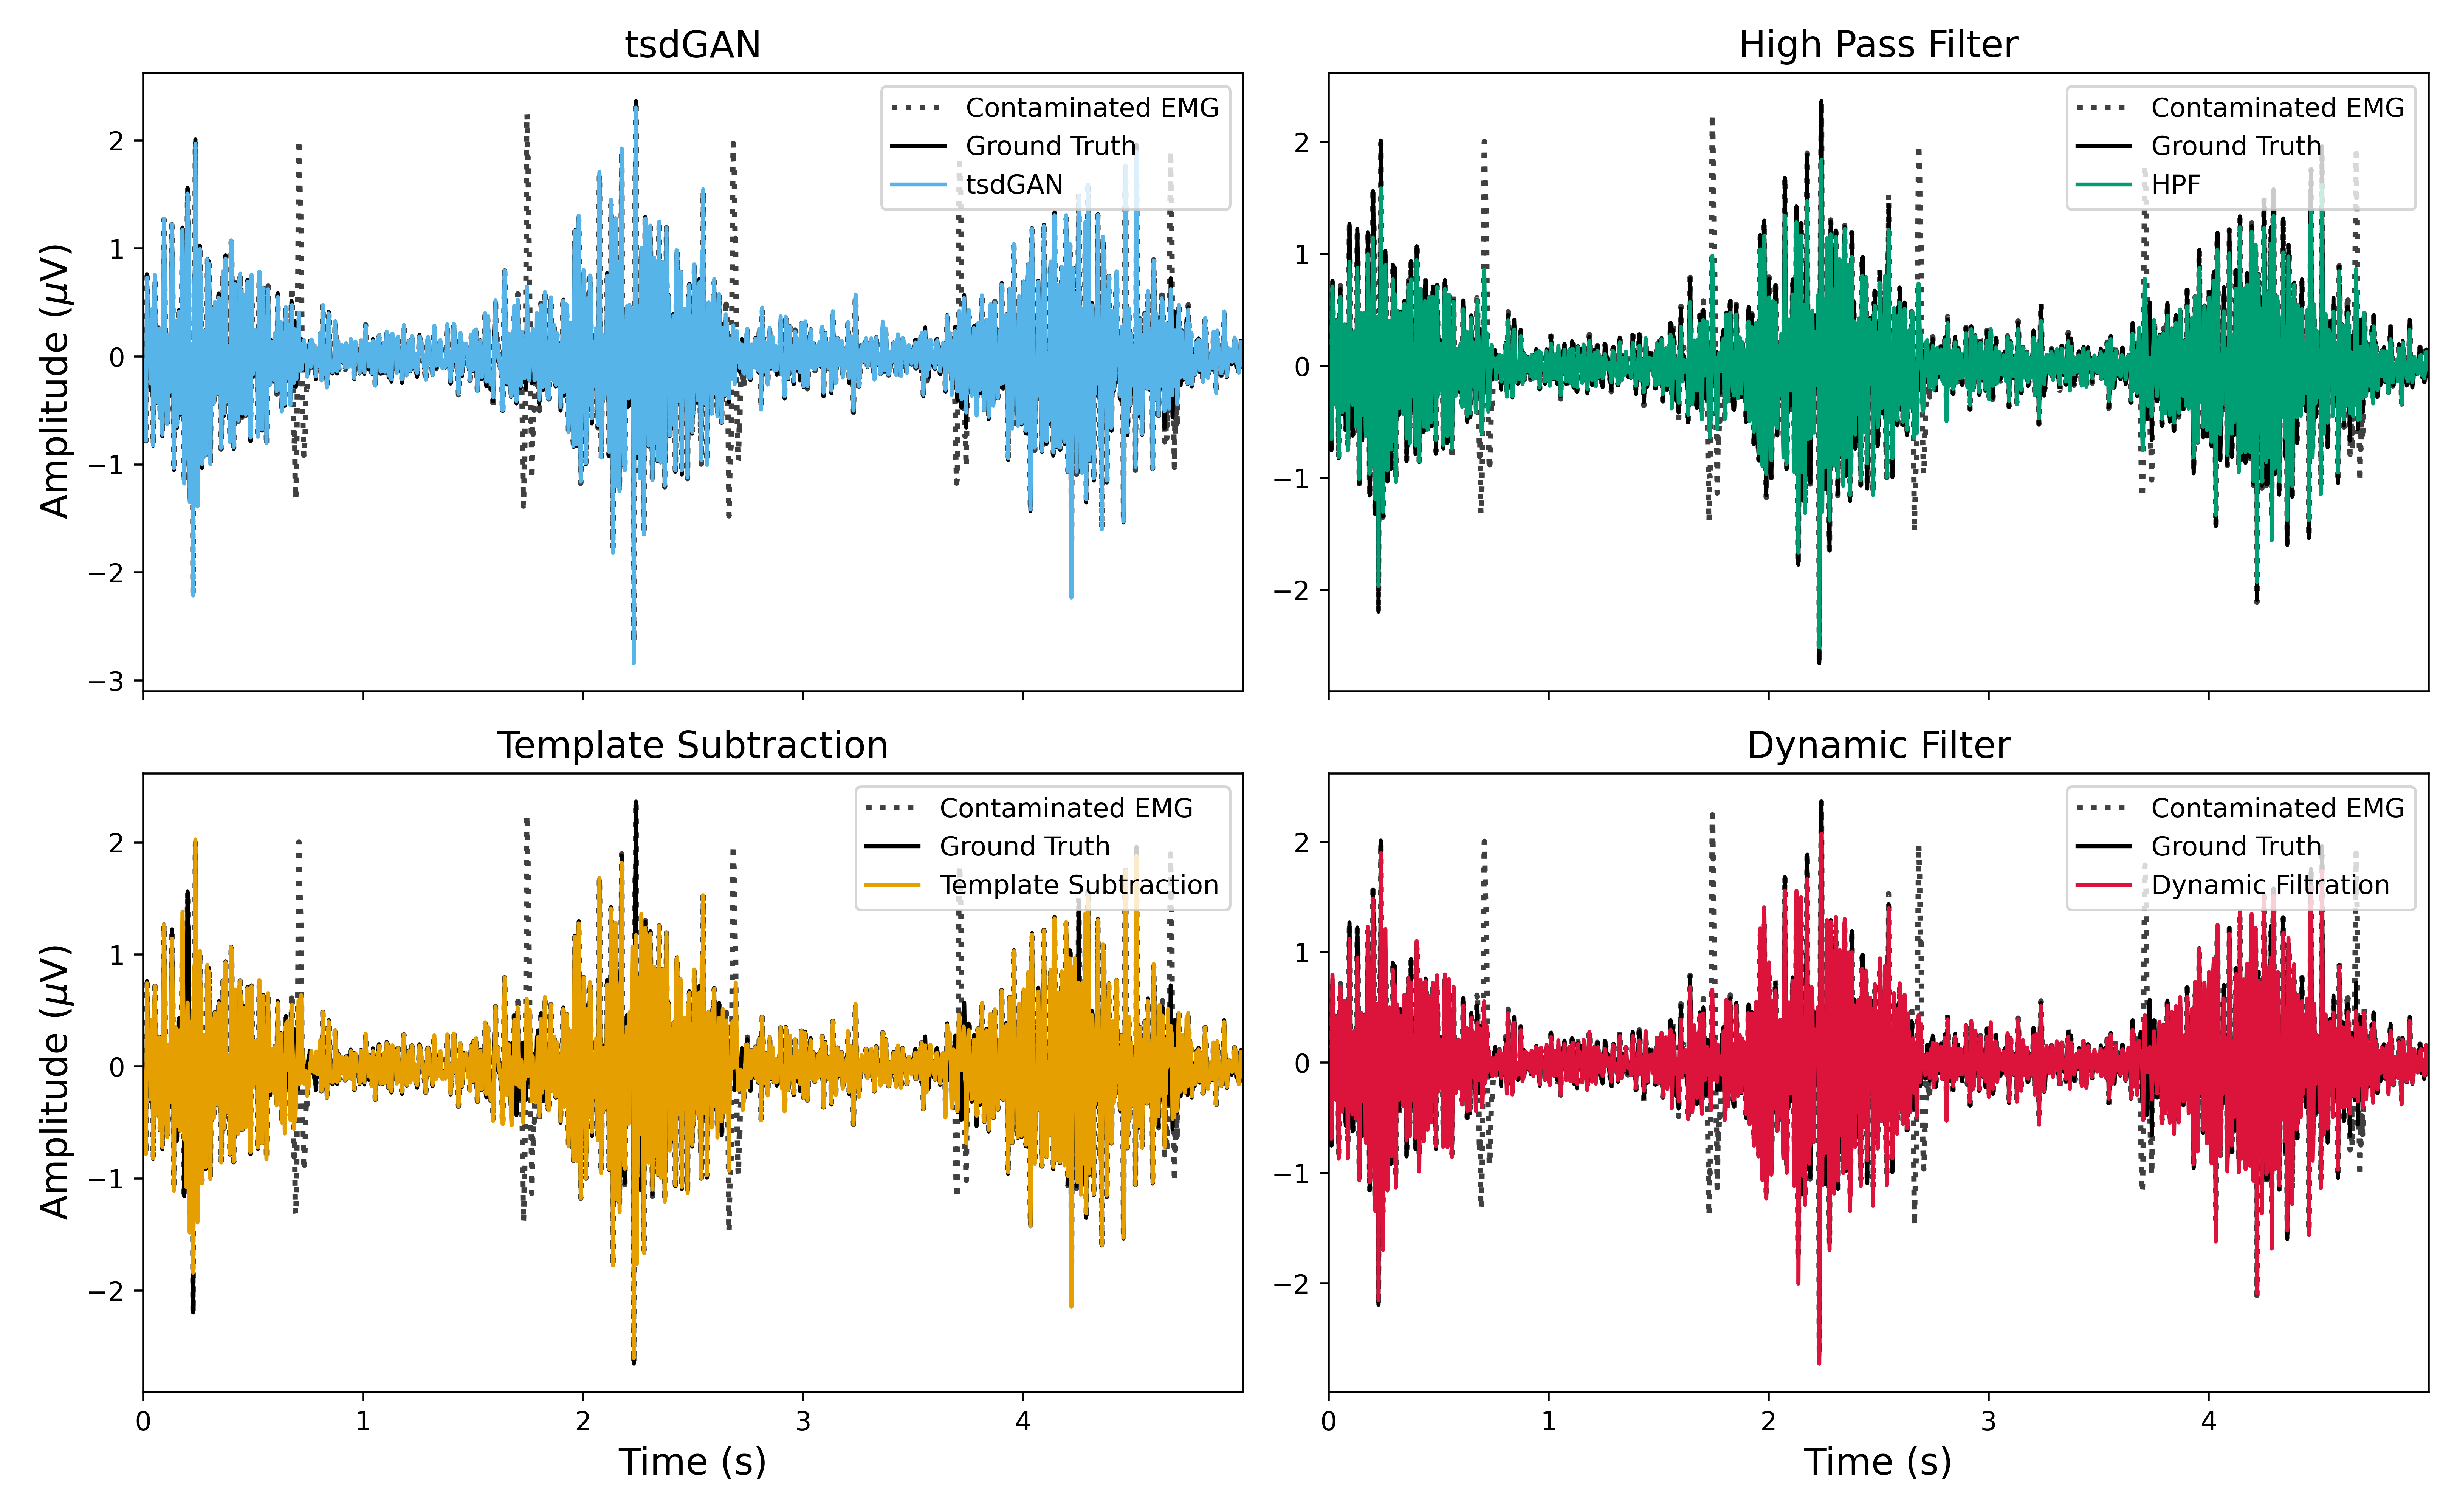 tsdGAN
High Pass Filter
Contaminated EMG
Ground Truth
tsdGAN
Contaminated EMG
Ground Truth
HPF
Amplitude (μV)
2
1
0
−1
−2
−3
2
1
0
−1
−2
Template Subtraction
Dynamic Filter
Contaminated EMG
Ground Truth
Template Subtraction
Contaminated EMG
Ground Truth
Dynamic Filtration
Amplitude (μV)
2
1
0
−1
−2
2
1
0
−1
−2
0 1 2 3 4
0 1 2 3 4
Time (s)
Time (s)